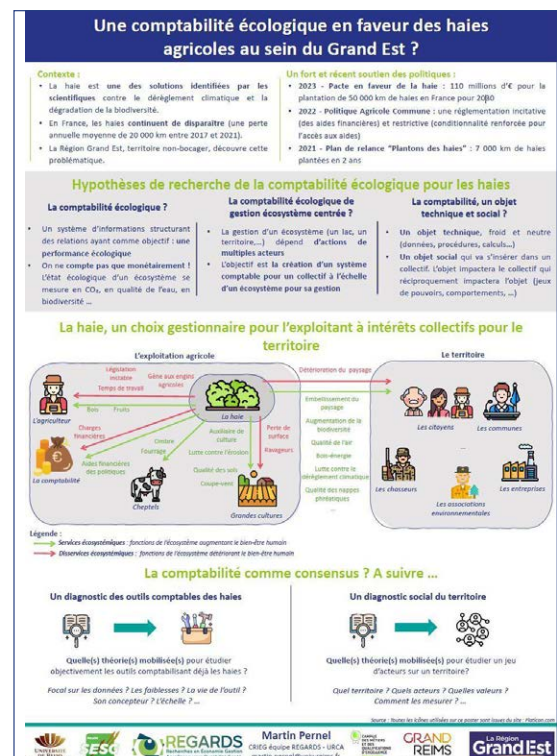 Une comptabilité écologique en faveur des haies
agricoles au sein du Grand Est ?
Contexte :
• La haie est une des solutions identifiées par les
scientifiques contre le dérèglement climatique et la
dégradation de la biodiversité.
• En France, les haies continuent de disparaître (une perte
annuelle moyenne de 20 000 km entre 2017 et 2021).
• La Région Grand Est, territoire non-bocager, découvre cette
problématique.
Un fort et récent soutien des politiques :
• 2023 - Pacte en faveur de la haie : 110 millions d'€ pour la
plantation de 50 000 km de haies en France pour 2030
• 2022 - Politique Agricole Commune : une réglementation incitative
(des aides financières) et restrictive (conditionnalité renforcée pour
l'accès aux aides)
• 2021 - Plan de relance "Plantons des haies" : 7 000 km de haies
plantées en 2 ans
Hypothèses de recherche de la comptabilité écologique pour les haies
La comptabilité écologique ?
• Un système d'informations structurant
des relations ayant comme objectif : une
performance écologique
• On ne compte pas que monétairement !
L'état écologique d'un écosystème se
mesure en CO₂, en qualité de l'eau, en
biodiversité ...
La comptabilité écologique de
gestion écosystème centrée ?
• La gestion d'un écosystème (un lac, un
territoire,...) dépend d'actions de
multiples acteurs
• L'objectif est la création d'un système
comptable pour un collectif à l'échelle
d'un écosystème pour sa gestion
La comptabilité, un objet
technique et social ?
• Un objet technique, froid et neutre
(données, procédures, calculs...)
• Un objet social qui va s'insérer dans un
collectif. L'objet impactera le collectif qui
réciproquement impactera l'objet (jeux
de pouvoirs, comportements, ...)
La haie, un choix gestionnaire pour l'exploitant à intérêts collectifs pour le
territoire
L'exploitation agricole
Législation
instable
Temps de travail
Gêne aux engins
agricoles
L'agriculteur
Bois
Fruits
La haie
Charges
financières
Ombre
Fourrage
Auxiliaire de
culture
Lutte contre l'érosion
Perte de
surface
Ravageurs
Aides financières
des politiques
La comptabilité
Qualité des sols
Coupe-vent
Cheptels
Grandes cultures
Détérioration du paysage
Embellissement du
paysage
Augmentation de la
biodiversité
Qualité de l'air
Bois-énergie
Lutte contre le
dérèglement climatique
Qualité des nappes
phréatiques
...
Le territoire
Les citoyens
Les communes
...
Les chasseurs
Les associations
environnementales
Les entreprises
Légende :
Services écosystémiques : fonctions de l'écosystème augmentant le bien-être humain
Disservices écosystémiques : fonctions de l'écosystème détériorant le bien-être humain
La comptabilité comme consensus ? A suivre ...
Un diagnostic des outils comptables des haies
Quelle(s) théorie(s) mobilisée(s) pour étudier
objectivement les outils comptabilisant déjà les haies ?
Focal sur les données ? Les faiblesses ? La vie de l'outil ?
Son concepteur ? L'échelle ? ...
Un diagnostic social du territoire
Quelle(s) théorie(s) mobilisée(s) pour étudier un jeu
d'acteurs sur un territoire?
Quel territoire ? Quels acteurs ? Quelles valeurs ?
Comment les mesurer ? ...
Source : Toutes les icônes utilisées sur ce poster sont issues du site : Flaticon.com
SESG
REGARDS
Martin Pernel
CRIEG équipe REGARDS - URCA
GRAND
REIMS
La Région
Grand Est